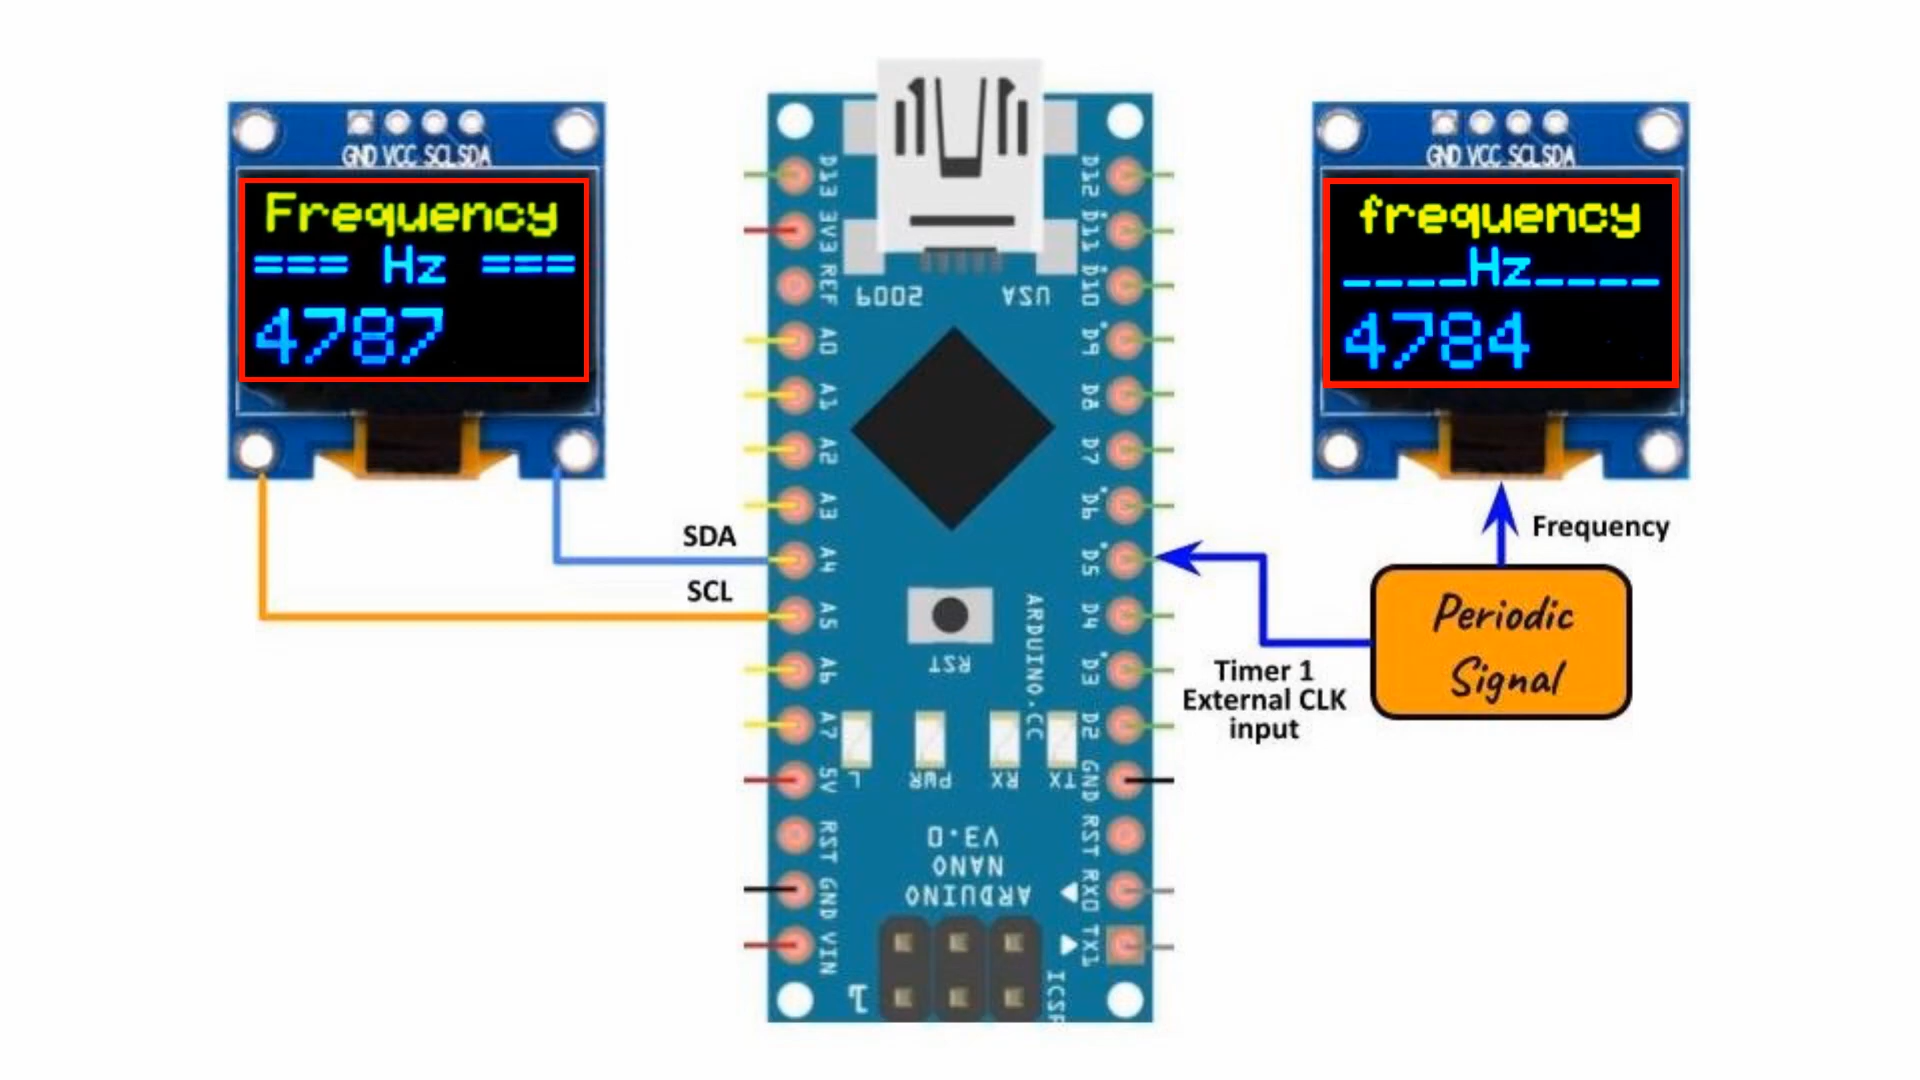 GND VCC SCL SDA
Frequency
=== Hz ===
4787
SDA
SCL
D13
3V3
REF
A0
A1
A2
A3
A4
A5
A6
A7
5V
RST
GND
VIN
6005
USA
RST
ARDUINO.CC
L
PWR
RX
TX
V3.0
NANO
ARDUINO
1
ICSP
D12
D11
D10
D9
D8
D7
D6
D5
D4
D3
D2
GND
RST
RX0
TX1
GND VCC SCL SDA
frequency
____Hz____
4784
Frequency
Periodic
Signal
Timer 1
External CLK
input